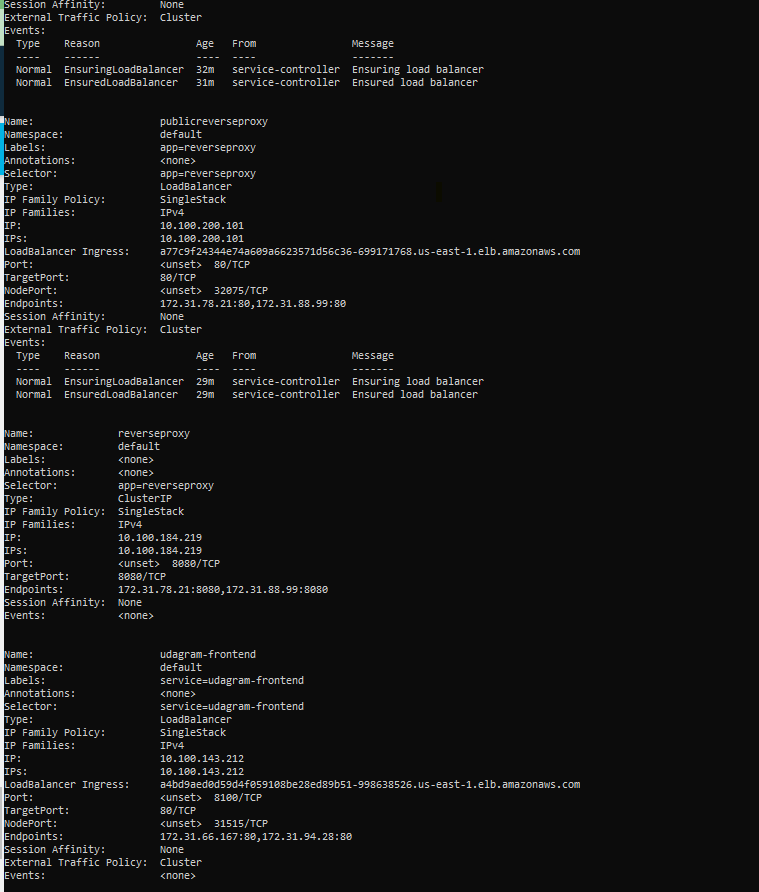 Session Affinity:         None
External Traffic Policy:  Cluster
Events:
  Type    Reason                Age   From                Message
  ----    ------                ----  ----                -------
  Normal  EnsuringLoadBalancer  32m   service-controller  Ensuring load balancer
  Normal  EnsuredLoadBalancer   31m   service-controller  Ensured load balancer
Name:                     publicreverseproxy
Namespace:                default
Labels:                   app=reverseproxy
Annotations:              <none>
Selector:                 app=reverseproxy
Type:                     LoadBalancer
IP Family Policy:         SingleStack
IP Families:              IPv4
IP:                       10.100.200.101
IPs:                      10.100.200.101
LoadBalancer Ingress:     a77c9f24344e74a609a6623571d56c36-699171768.us-east-1.elb.amazonaws.com
Port:                     <unset>  80/TCP
TargetPort:               80/TCP
NodePort:                 <unset>  32075/TCP
Endpoints:                172.31.78.21:80,172.31.88.99:80
Session Affinity:         None
External Traffic Policy:  Cluster
Events:
  Type    Reason                Age   From                Message
  ----    ------                ----  ----                -------
  Normal  EnsuringLoadBalancer  29m   service-controller  Ensuring load balancer
  Normal  EnsuredLoadBalancer   29m   service-controller  Ensured load balancer
Name:              reverseproxy
Namespace:         default
Labels:            <none>
Annotations:       <none>
Selector:          app=reverseproxy
Type:              ClusterIP
IP Family Policy:  SingleStack
IP Families:       IPv4
IP:                10.100.184.219
IPs:               10.100.184.219
Port:              <unset>  8080/TCP
TargetPort:        8080/TCP
Endpoints:         172.31.78.21:8080,172.31.88.99:8080
Session Affinity:  None
Events:            <none>
Name:                     udagram-frontend
Namespace:                default
Labels:                   service=udagram-frontend
Annotations:              <none>
Selector:                 service=udagram-frontend
Type:                     LoadBalancer
IP Family Policy:         SingleStack
IP Families:              IPv4
IP:                       10.100.143.212
IPs:                      10.100.143.212
LoadBalancer Ingress:     a4bd9aed0d59d4f059108be28ed89b51-998638526.us-east-1.elb.amazonaws.com
Port:                     <unset>  8100/TCP
TargetPort:               80/TCP
NodePort:                 <unset>  31515/TCP
Endpoints:                172.31.66.167:80,172.31.94.28:80
Session Affinity:         None
External Traffic Policy:  Cluster
Events:                   <none>